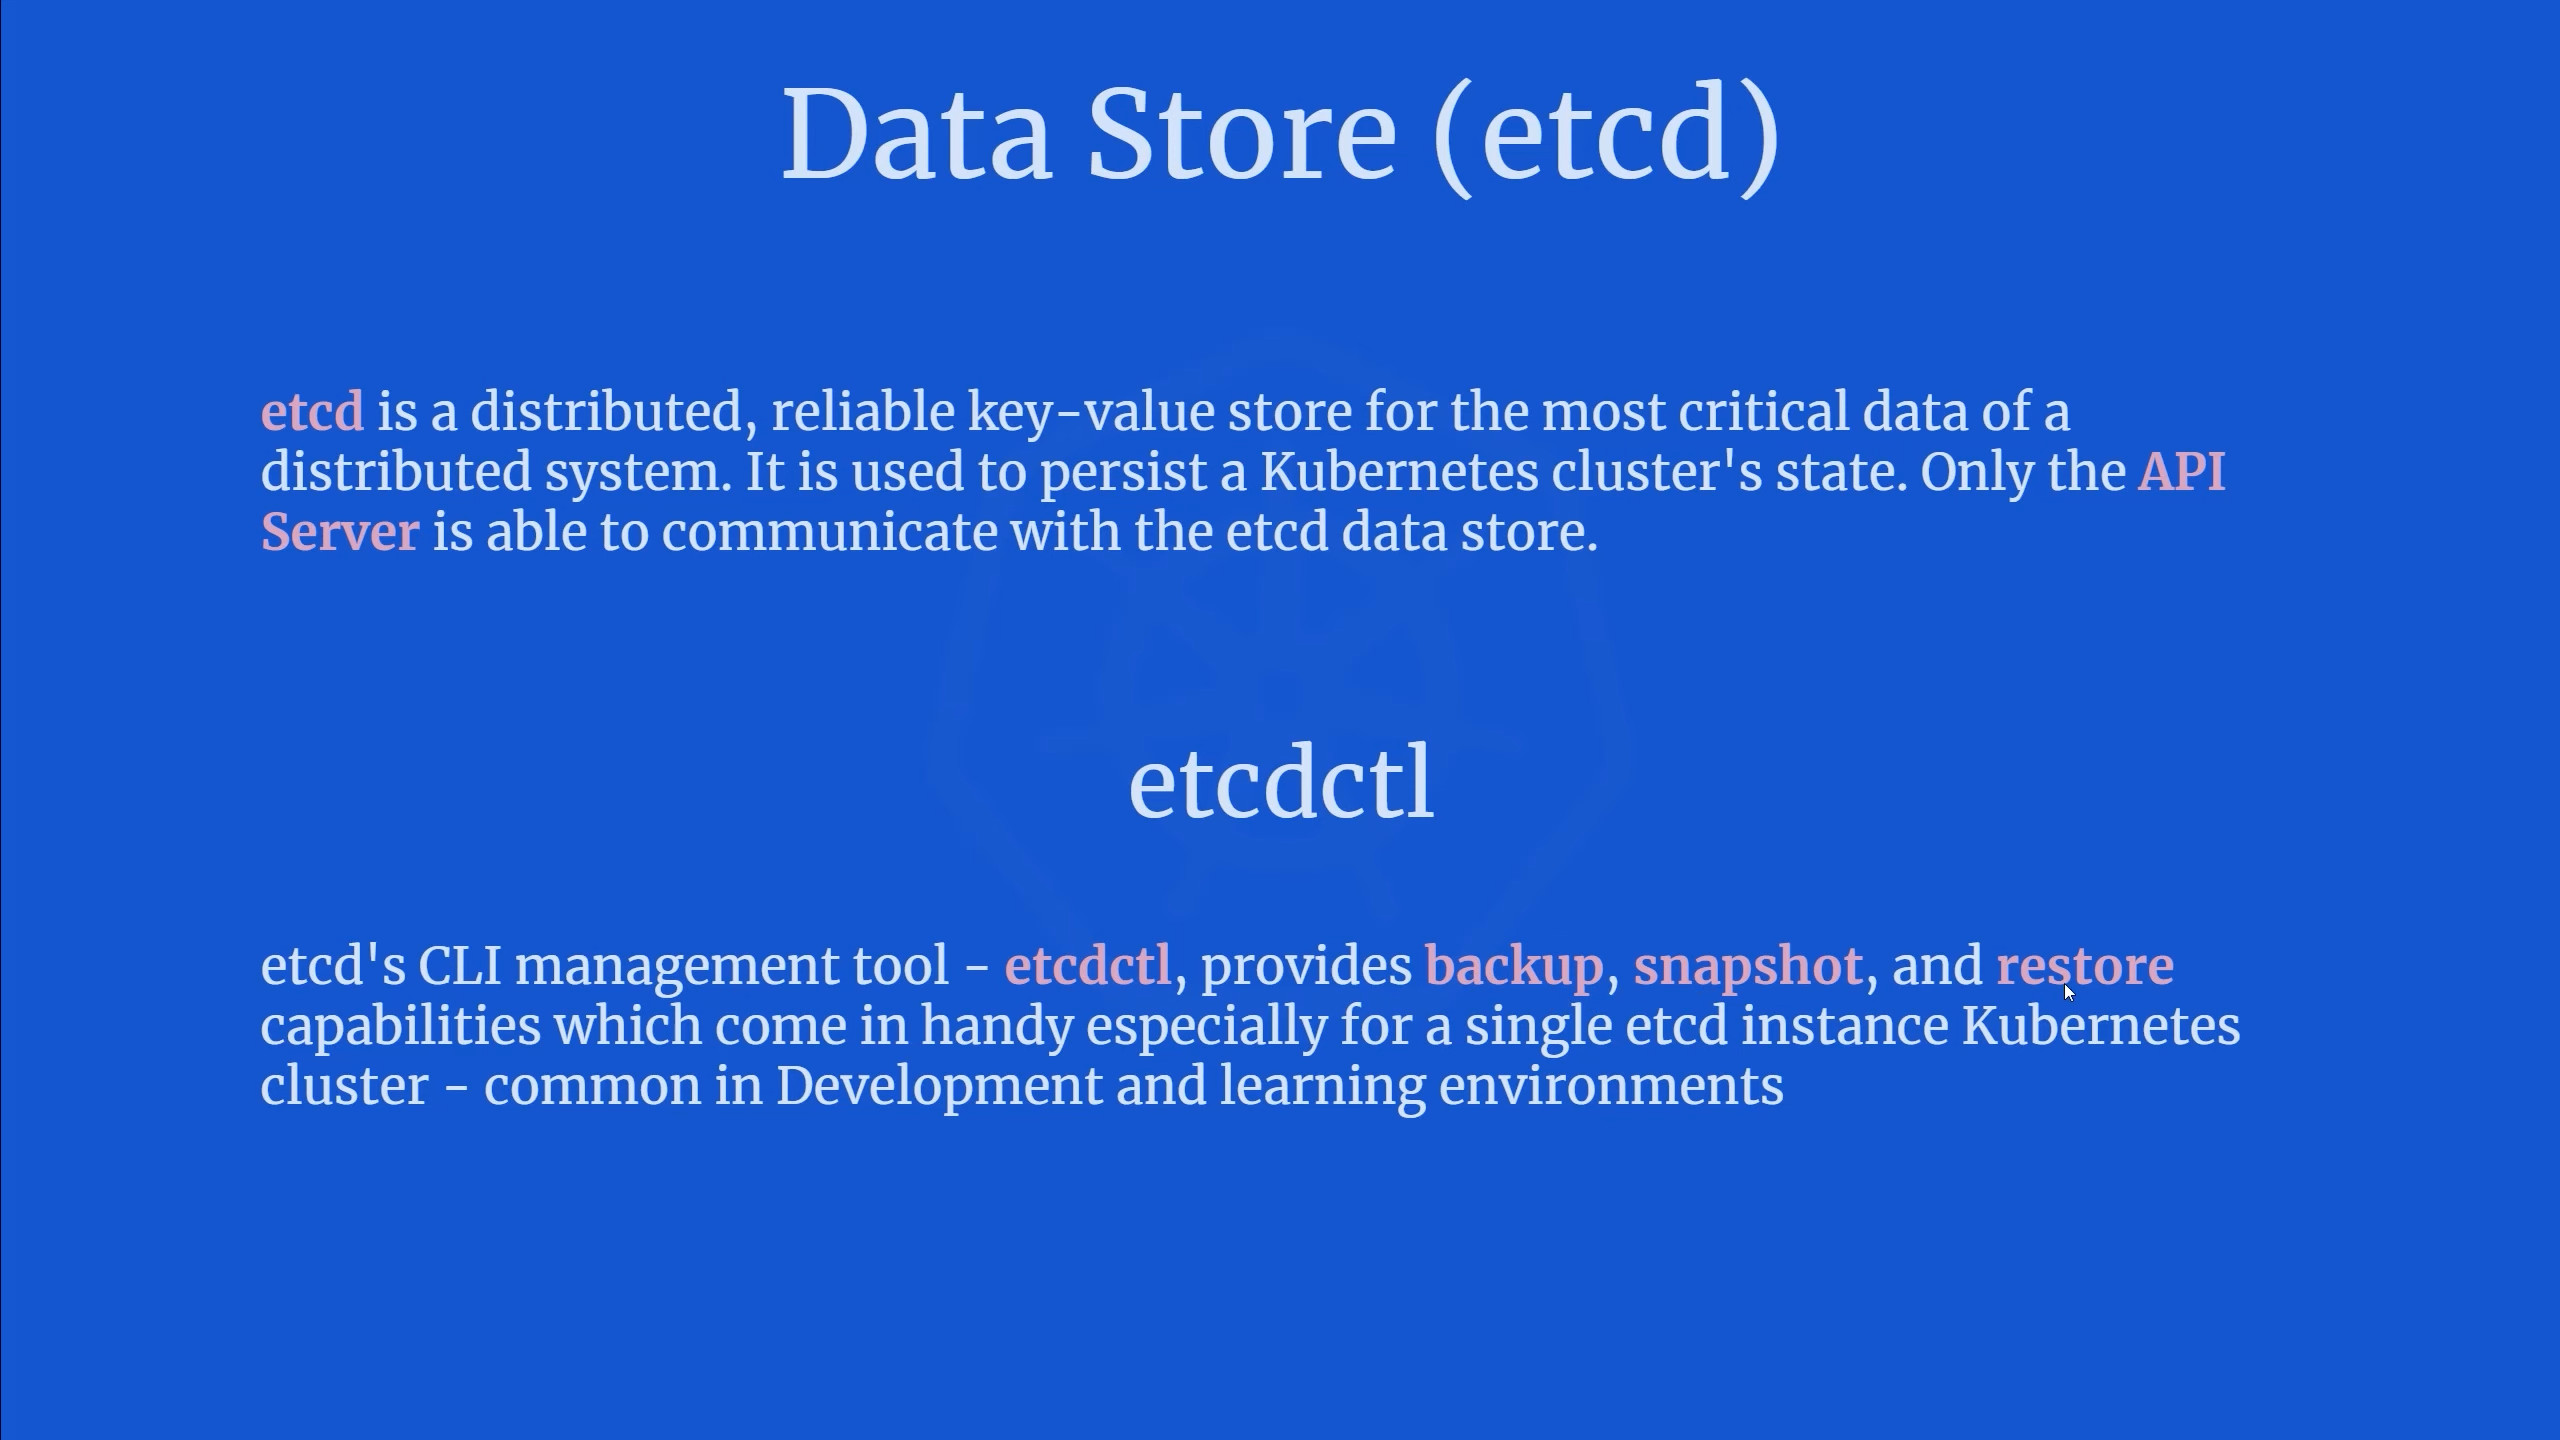 Data Store (etcd)
etcd is a distributed, reliable key-value store for the most critical data of a
distributed system. It is used to persist a Kubernetes cluster's state. Only the API
Server is able to communicate with the etcd data store.
etcdctl
etcd's CLI management tool - etcdctl, provides backup, snapshot, and restore
capabilities which come in handy especially for a single etcd instance Kubernetes
cluster - common in Development and learning environments